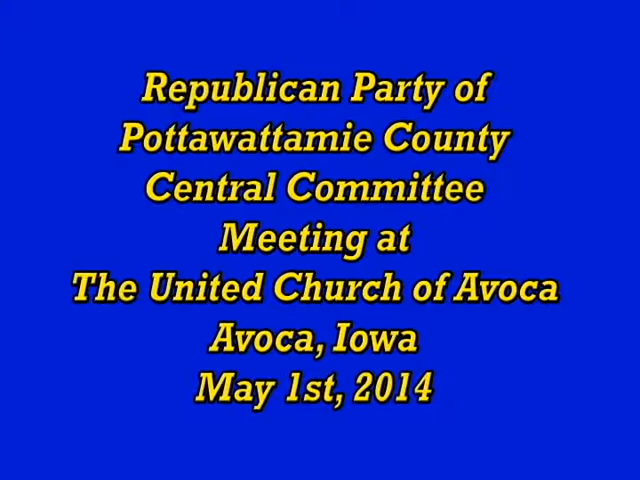 Republican Party of
Pottawattamie County
Central Committee
Meeting at
The United Church of Avoca
Avoca, Iowa
May 1st, 2014